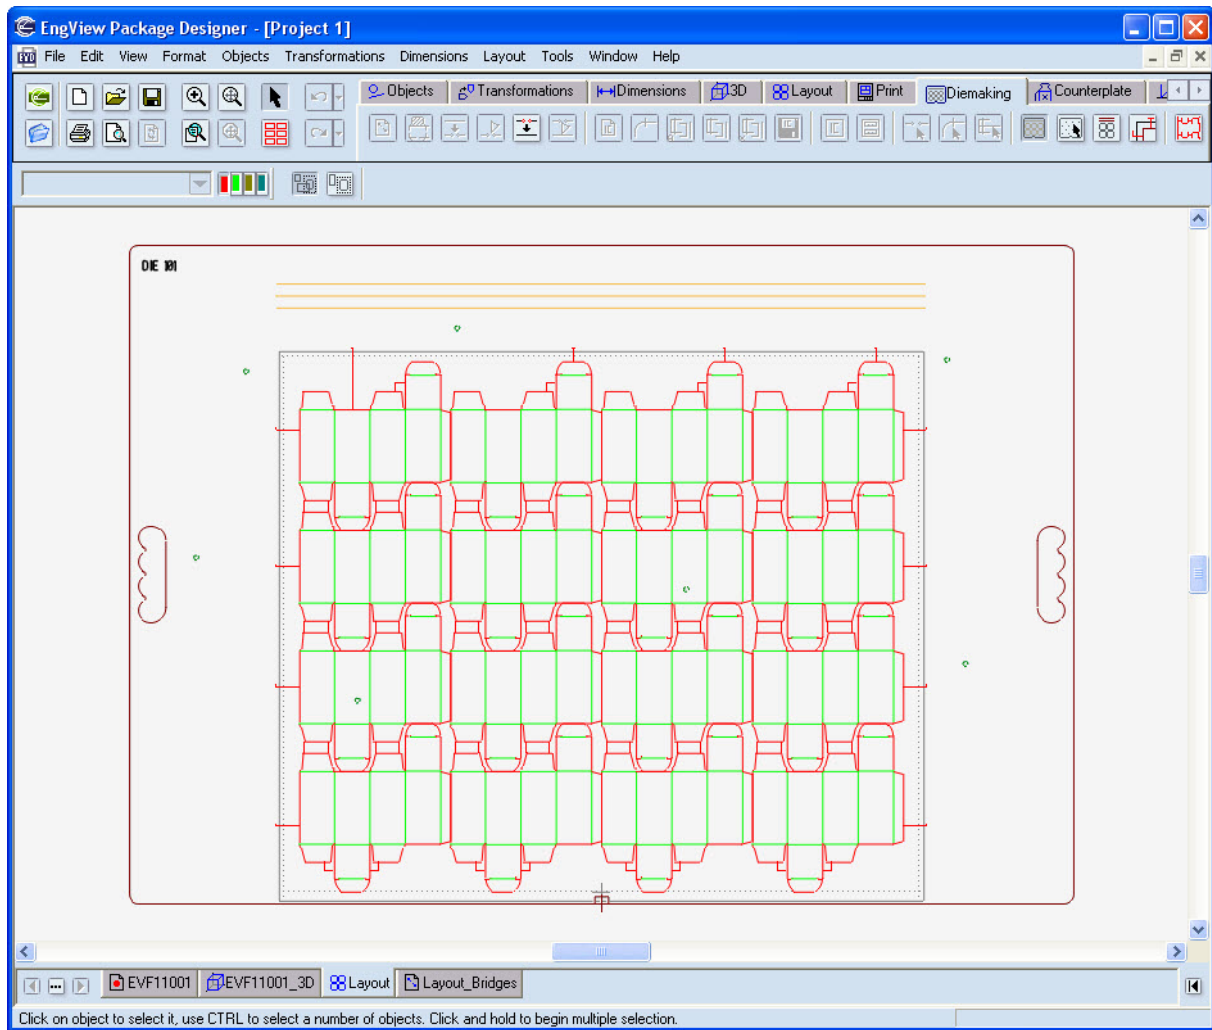 EngView Package Designer - [Project 1]
File Edit View Format Objects Transformations Dimensions Layout Tools Window Help
Objects Transformations Dimensions 3D Layout Print Diemaking Counterplate
DIE 101
EVF11001 EVF11001_3D Layout Layout_Bridges
Click on object to select it, use CTRL to select a number of objects. Click and hold to begin multiple selection.